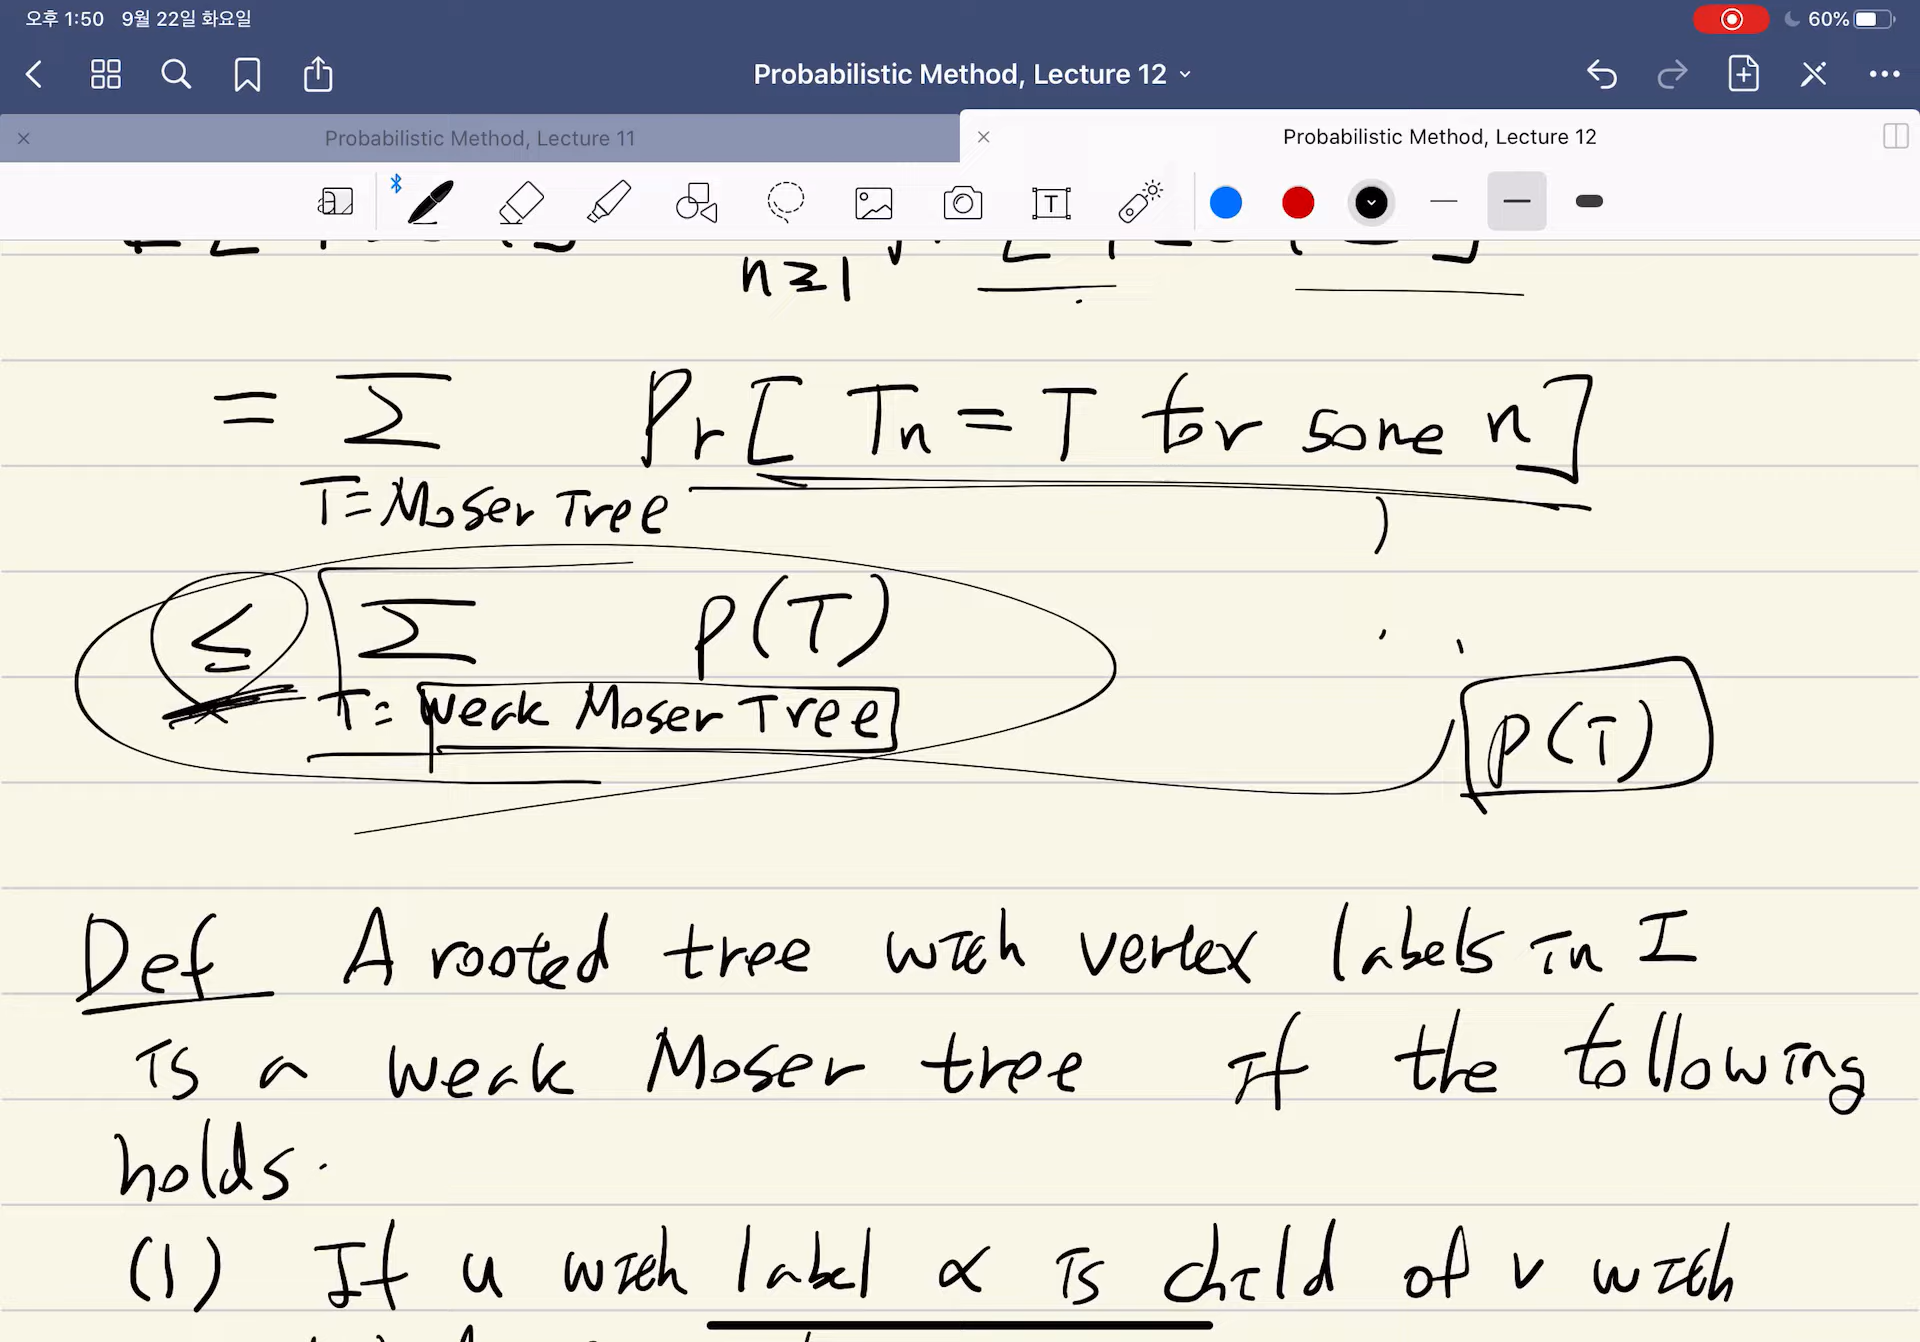 오후 1:50 9월 22일 화요일
60%
Probabilistic Method, Lecture 12
Probabilistic Method, Lecture 11
Probabilistic Method, Lecture 12
n≥1
= Σ Pr[ Tn = T for some n]
T= Moser Tree
≤ Σ p(T)
T= Weak Moser Tree
p(T)
Def A rooted tree with vertex labels in I
is a weak Moser tree if the following
holds.
(1) If u with label α is child of v with